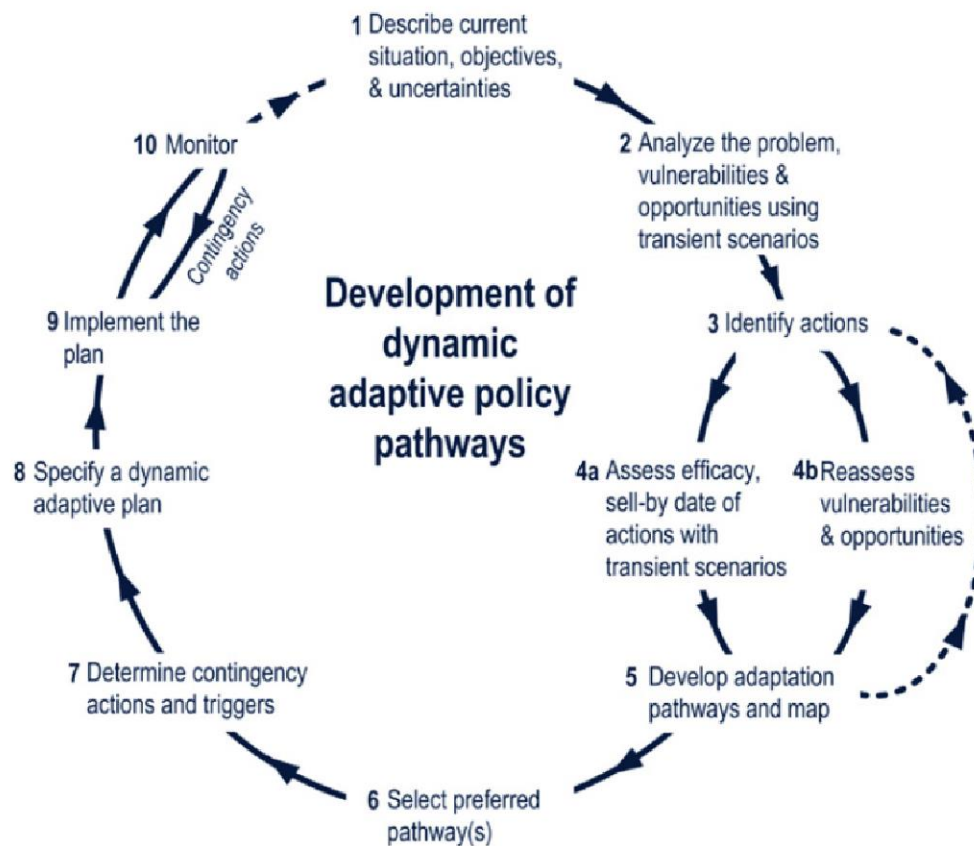 1 Describe current
situation, objectives,
& uncertainties
2 Analyze the problem,
vulnerabilities &
opportunities using
transient scenarios
3 Identify actions
4a Assess efficacy,
sell-by date of
actions with
transient scenarios
4b Reassess
vulnerabilities
& opportunities
5 Develop adaptation
pathways and map
6 Select preferred
pathway(s)
7 Determine contingency
actions and triggers
8 Specify a dynamic
adaptive plan
9 Implement the
plan
10 Monitor
Contingency
actions
Development of
dynamic
adaptive policy
pathways